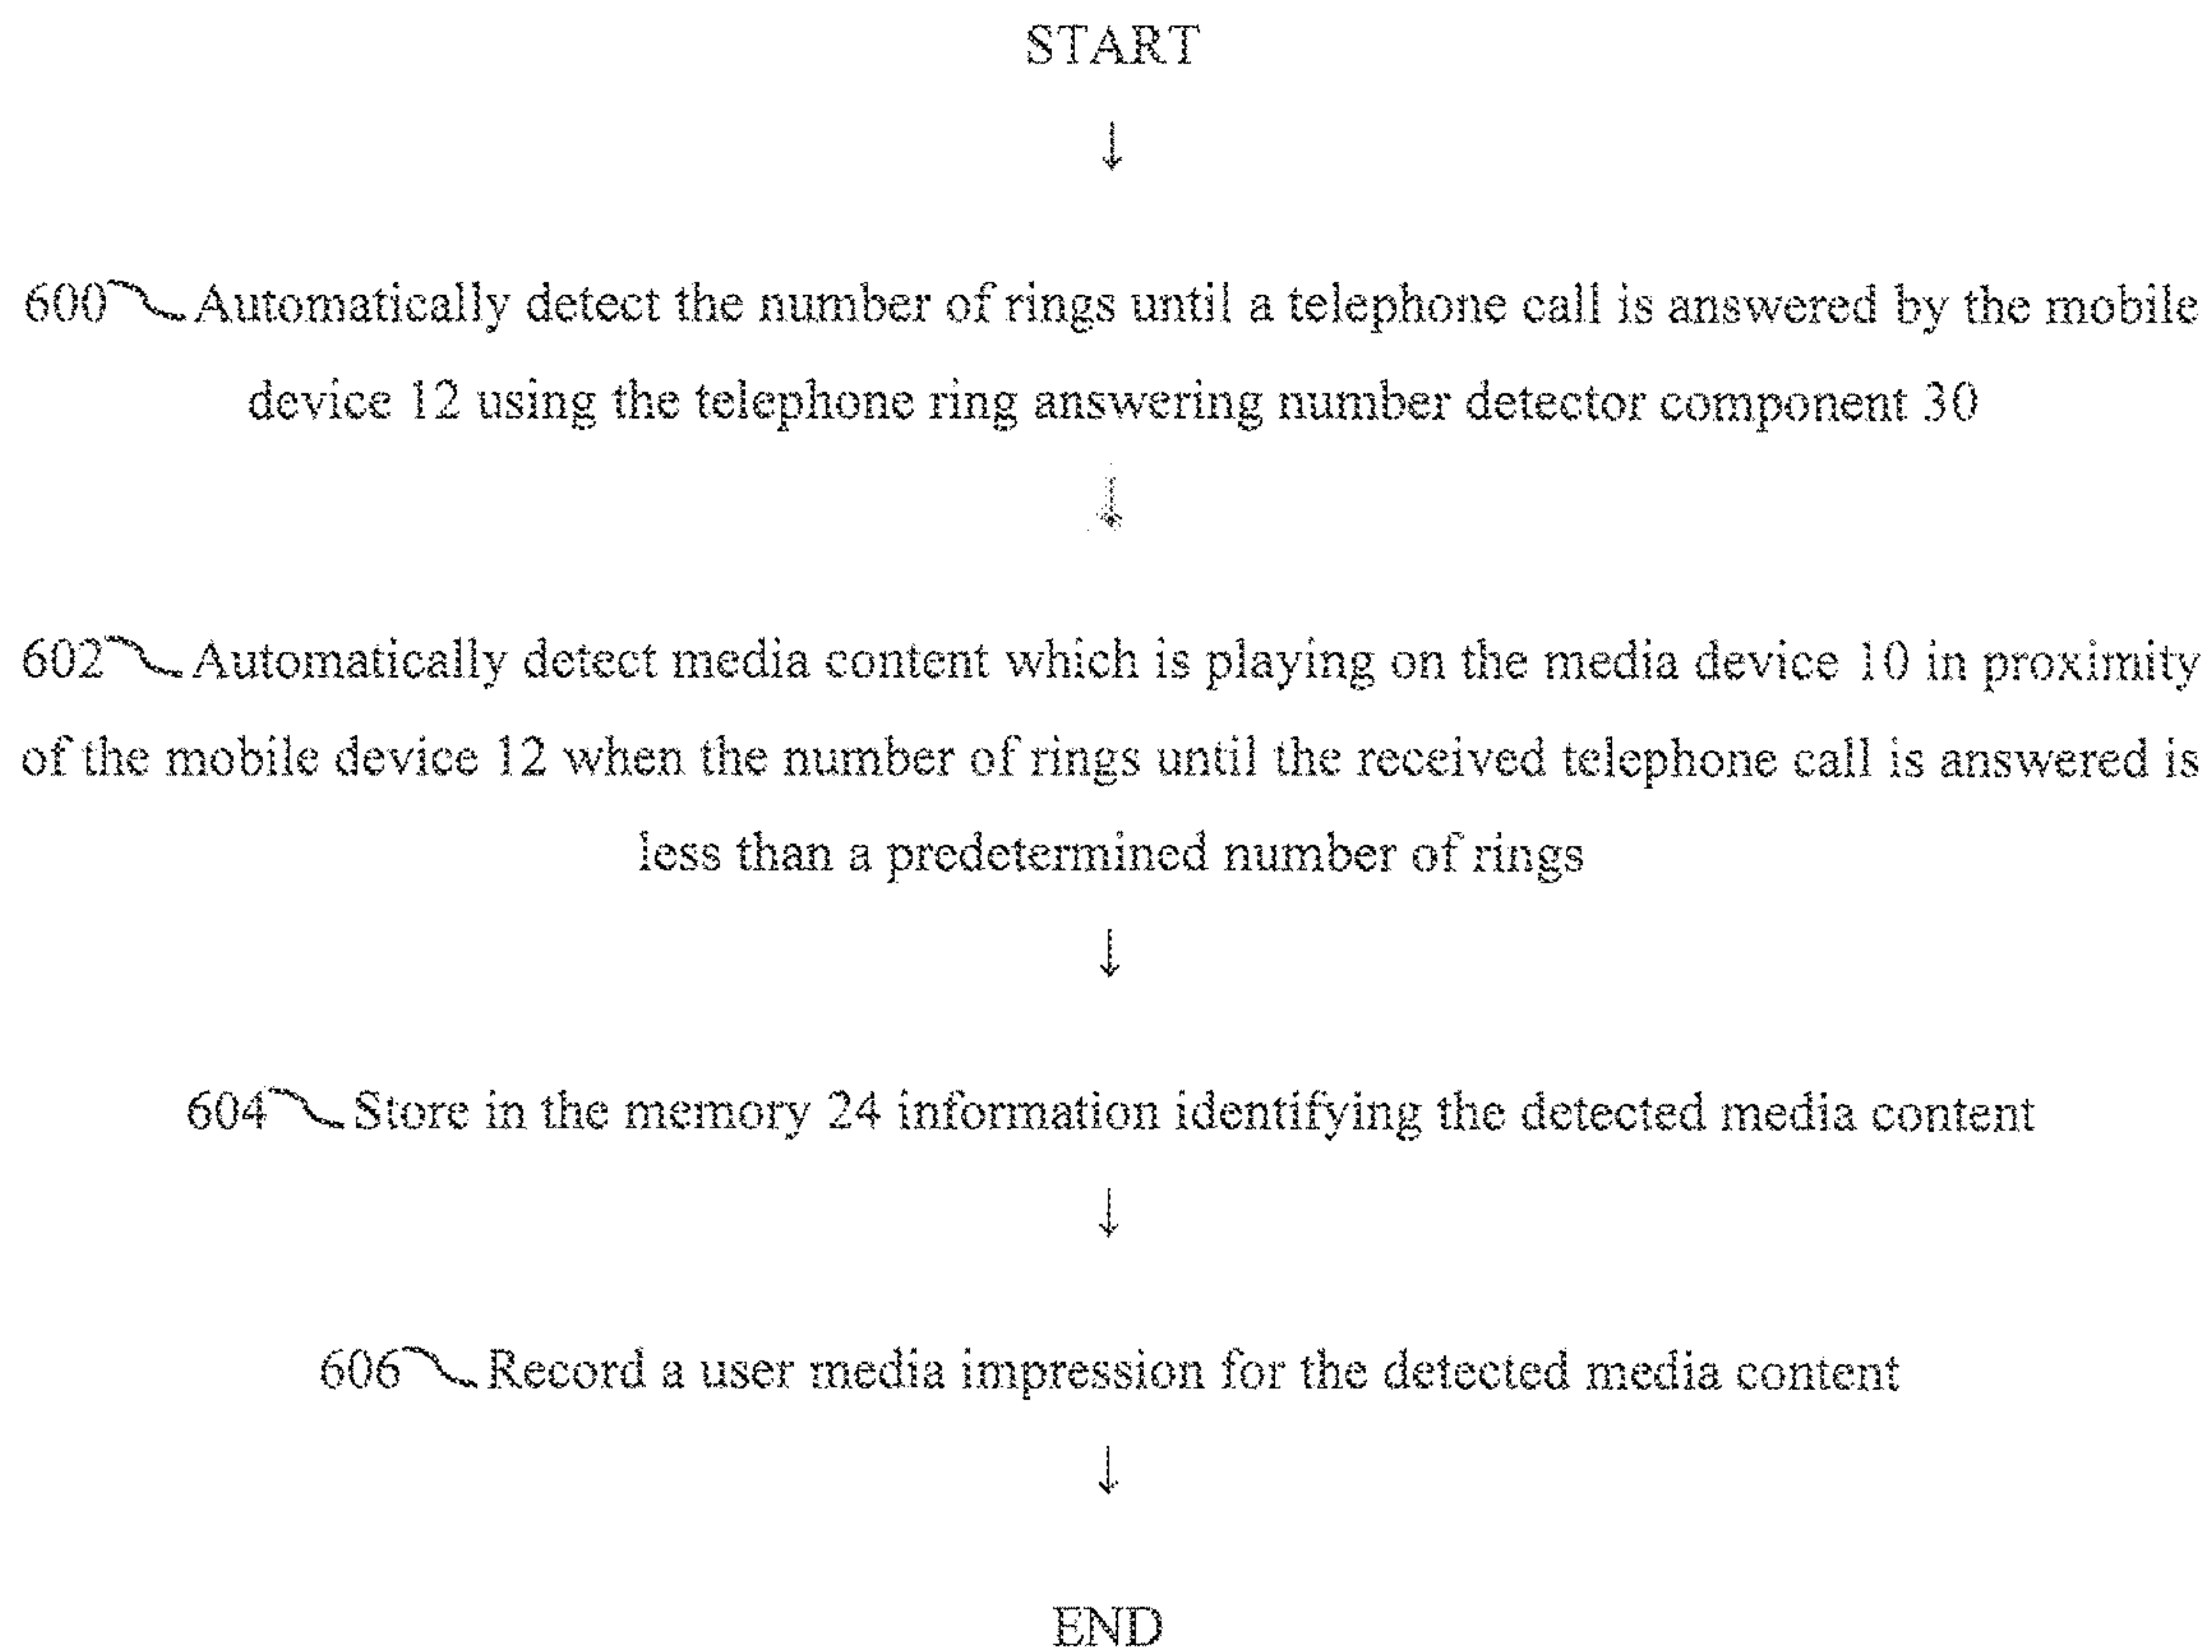 START
↓
600 Automatically detect the number of rings until a telephone call is answered by the mobile
device 12 using the telephone ring answering number detector component 30
↓
602 Automatically detect media content which is playing on the media device 10 in proximity
of the mobile device 12 when the number of rings until the received telephone call is answered is
less than a predetermined number of rings
↓
604 Store in the memory 24 information identifying the detected media content
↓
606 Record a user media impression for the detected media content
↓
END